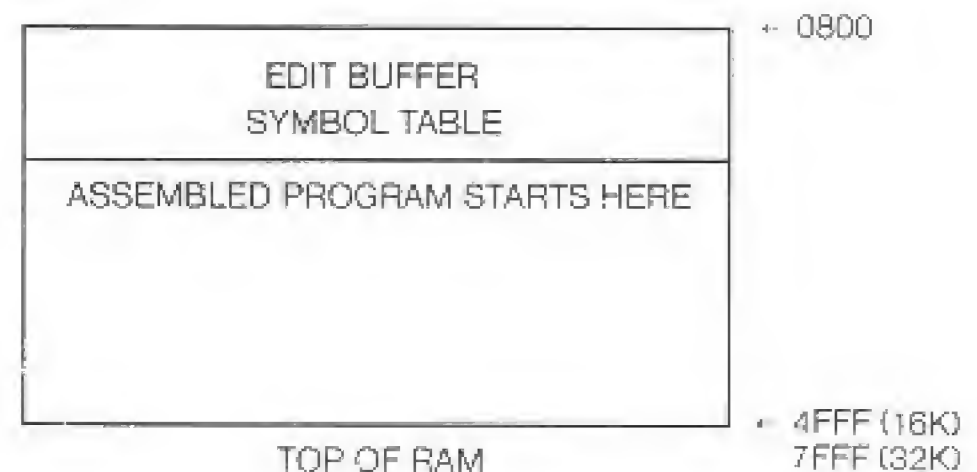 ← 0800
EDIT BUFFER
SYMBOL TABLE
ASSEMBLED PROGRAM STARTS HERE
← 4FFF (16K)
TOP OF RAM 7FFF (32K)